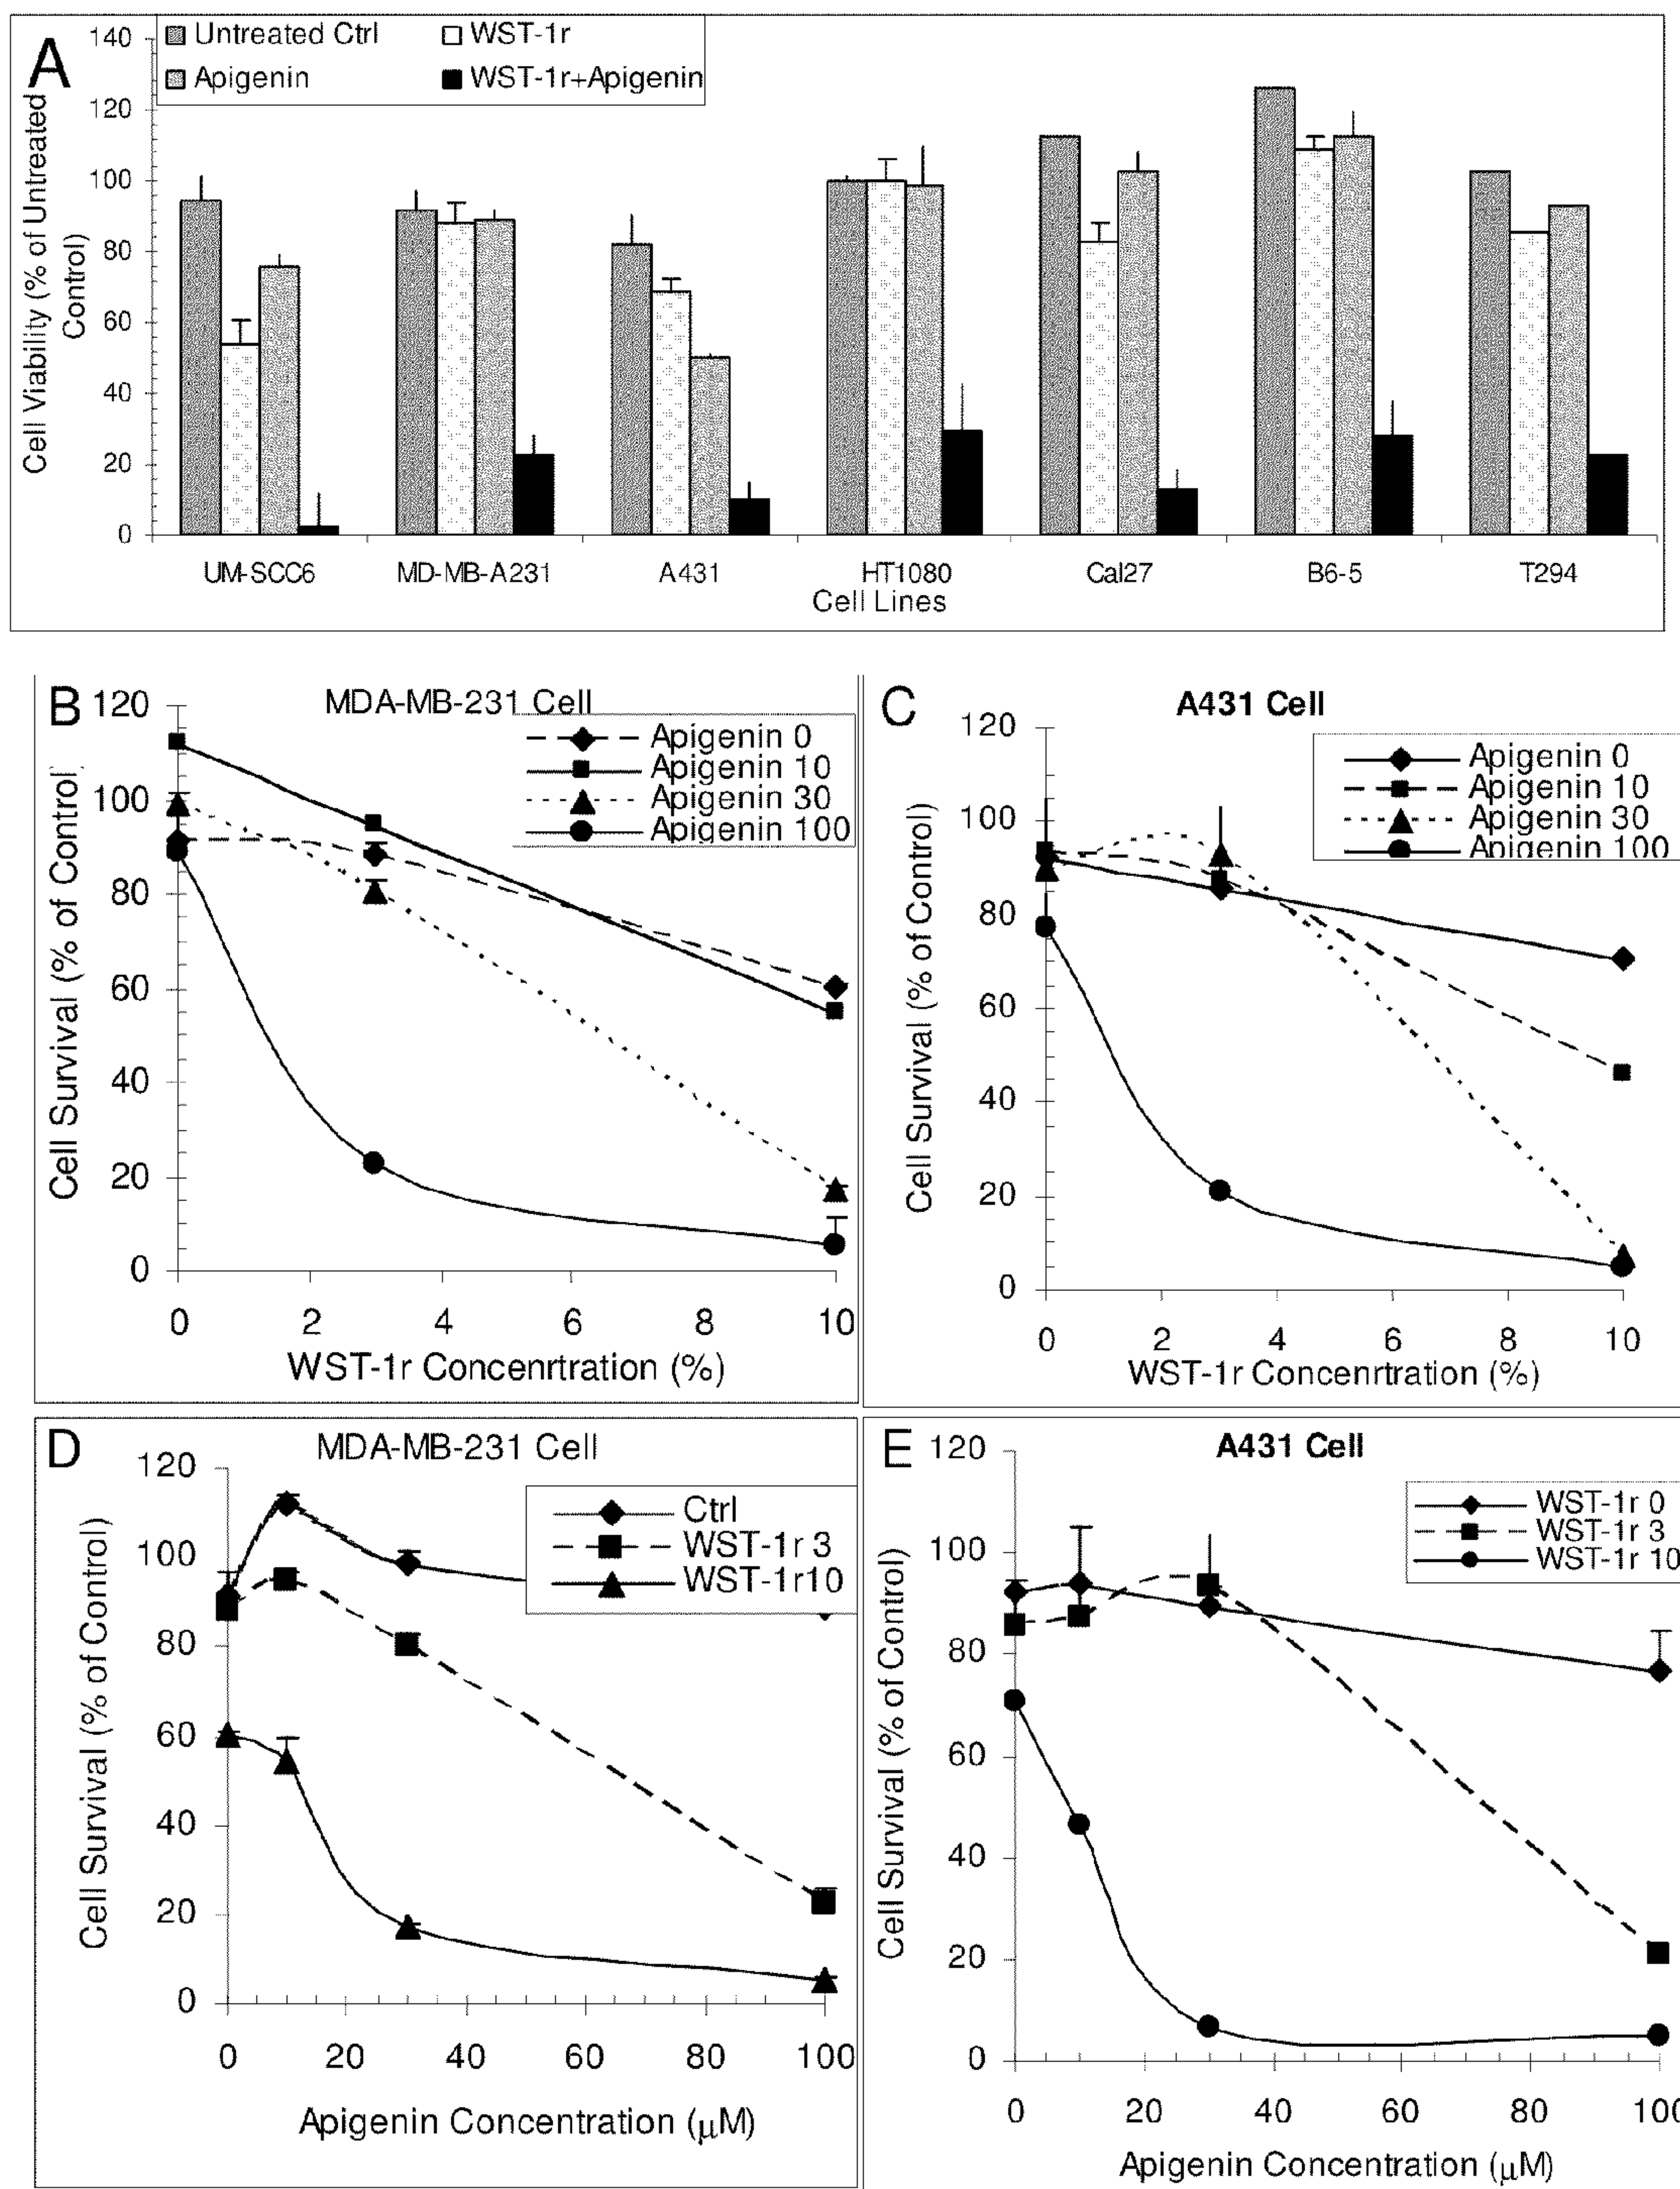 A
Untreated Ctrl
WST-1r
Apigenin
WST-1r+Apigenin
Cell Viability (% of Untreated
Control)
140
120
100
80
60
40
20
0
UM-SCC6
MD-MB-A231
A431
HT1080
Cal27
B6-5
T294
Cell Lines
B
MDA-MB-231 Cell
Apigenin 0
Apigenin 10
Apigenin 30
Apigenin 100
Cell Survival (% of Control)
120
100
80
60
40
20
0
0 2 4 6 8 10
WST-1r Concenrtration (%)
C
A431 Cell
Apigenin 0
Apigenin 10
Apigenin 30
Apigenin 100
Cell Survival (% of Control)
120
100
80
60
40
20
0
0 2 4 6 8 10
WST-1r Concenrtration (%)
D
MDA-MB-231 Cell
Ctrl
WST-1r 3
WST-1r10
Cell Survival (% of Control)
120
100
80
60
40
20
0
0 20 40 60 80 100
Apigenin Concentration (μM)
E
A431 Cell
WST-1r 0
WST-1r 3
WST-1r 10
Cell Survival (% of Control)
120
100
80
60
40
20
0
0 20 40 60 80 100
Apigenin Concentration (μM)